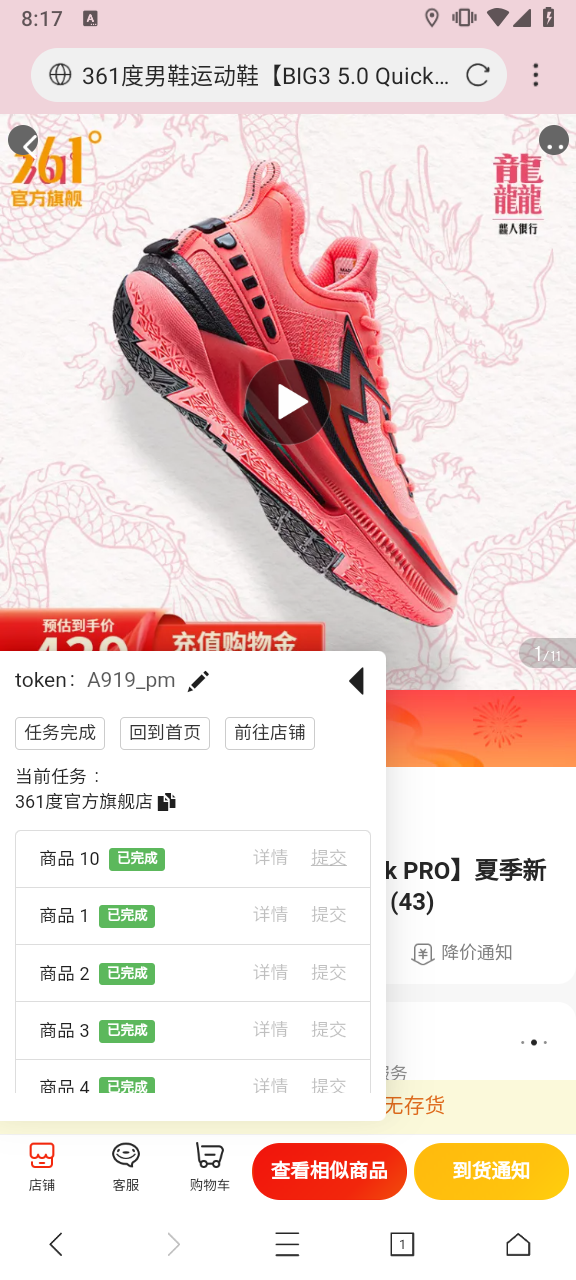 8:17 A
361度男鞋运动鞋【BIG3 5.0 Quick...
361°
官方旗舰
龍
龍龍
预估到手价
充值购物金
1/11
token: A919_pm
任务完成 回到首页 前往店铺
当前任务：
361度官方旗舰店
商品 10 已完成 详情 提交
商品 1 已完成 详情 提交
商品 2 已完成 详情 提交
商品 3 已完成 详情 提交
商品 4 已完成 详情 提交
k PRO】夏季新
(43)
降价通知
服务
无存货
店铺 客服 购物车 查看相似商品 到货通知
1